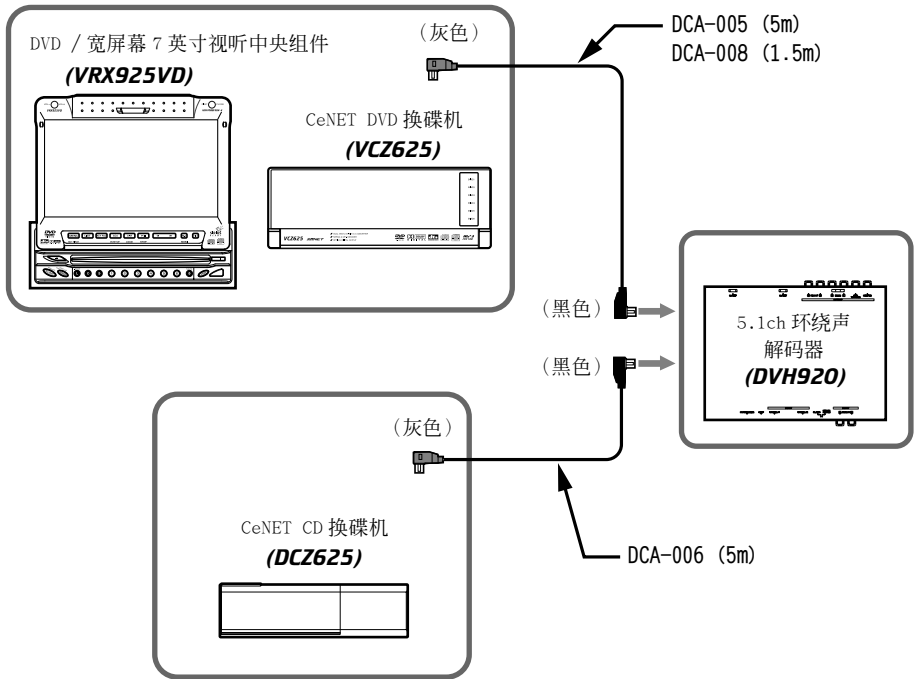 DVD / 宽屏幕 7 英寸视听中央组件
(VRX925VD)
(灰色)
DCA-005 (5m)
DCA-008 (1.5m)
CeNET DVD 换碟机
(VCZ625)
VCZ625
(黑色)
(黑色)
5.1ch 环绕声
解码器
(DVH920)
(灰色)
CeNET CD 换碟机
(DCZ625)
DCA-006 (5m)